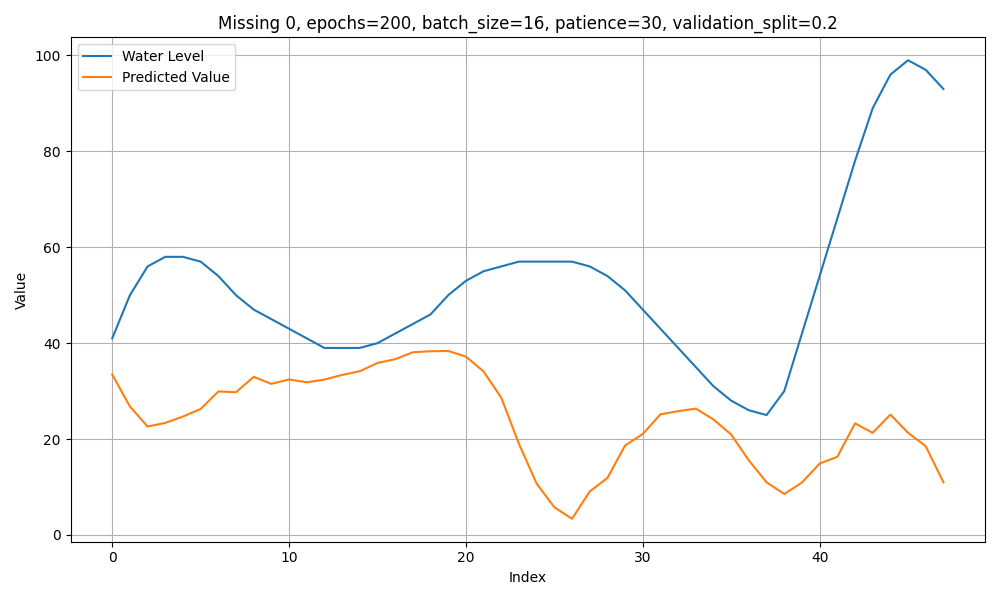 Missing 0, epochs=200, batch_size=16, patience=30, validation_split=0.2
Water Level
Predicted Value
100
80
60
40
20
0
Value
0 10 20 30 40
Index